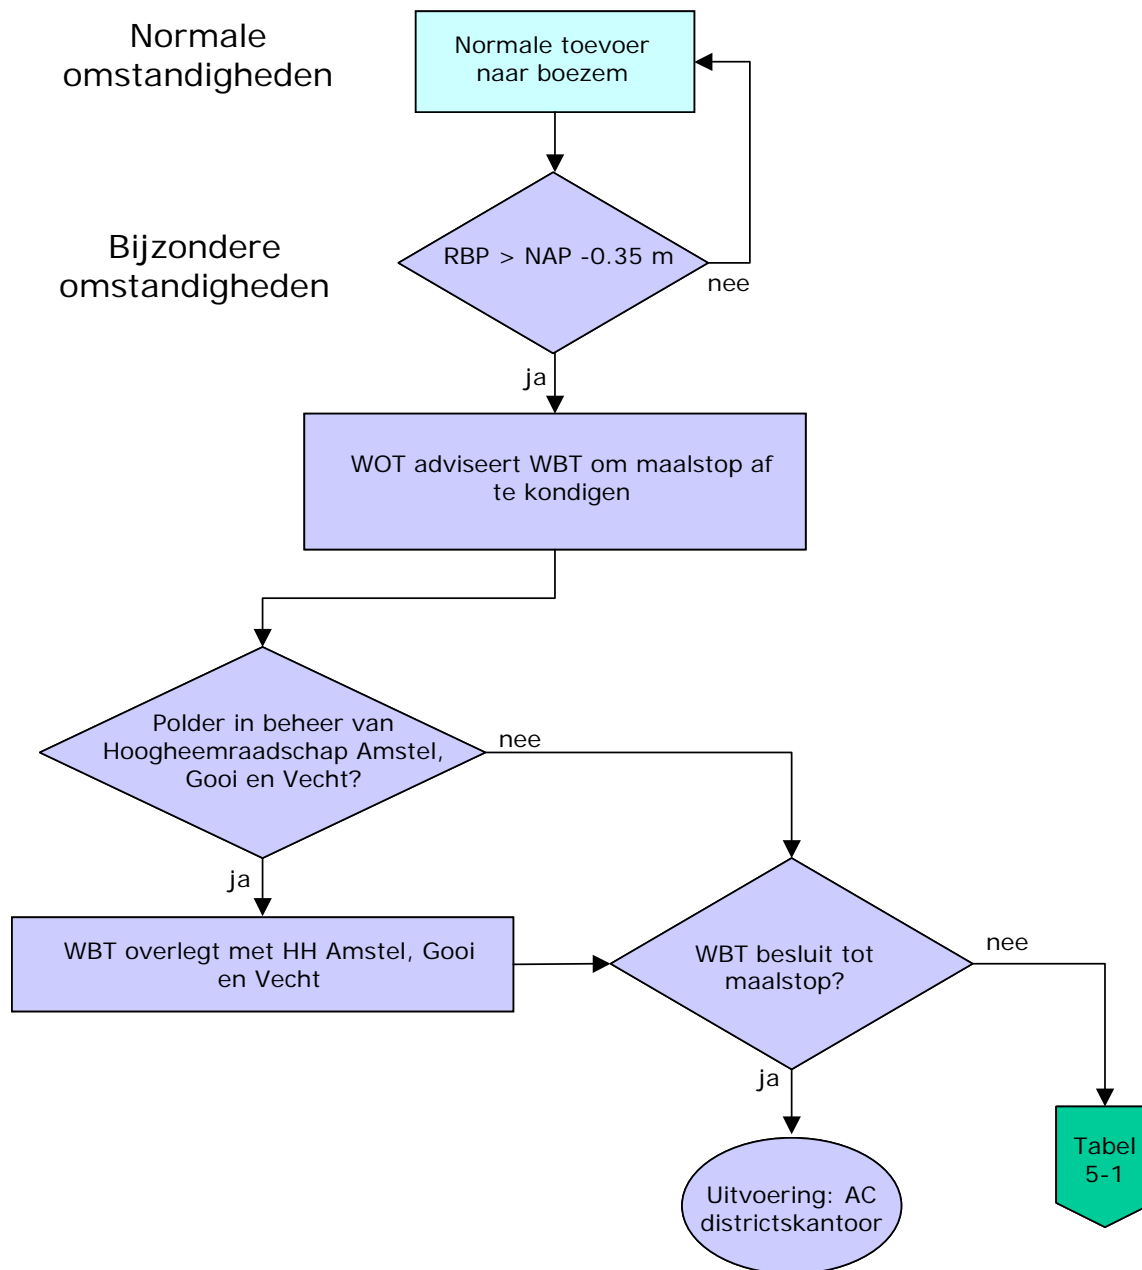 Normale
omstandigheden
Normale toevoer
naar boezem
Bijzondere
omstandigheden
RBP > NAP -0.35 m
nee
ja
WOT adviseert WBT om maalstop af
te kondigen
Polder in beheer van
Hoogheemraadschap Amstel,
Gooi en Vecht?
nee
ja
WBT overlegt met HH Amstel, Gooi
en Vecht
WBT besluit tot
maalstop?
nee
ja
Tabel
5-1
Uitvoering: AC
districtskantoor